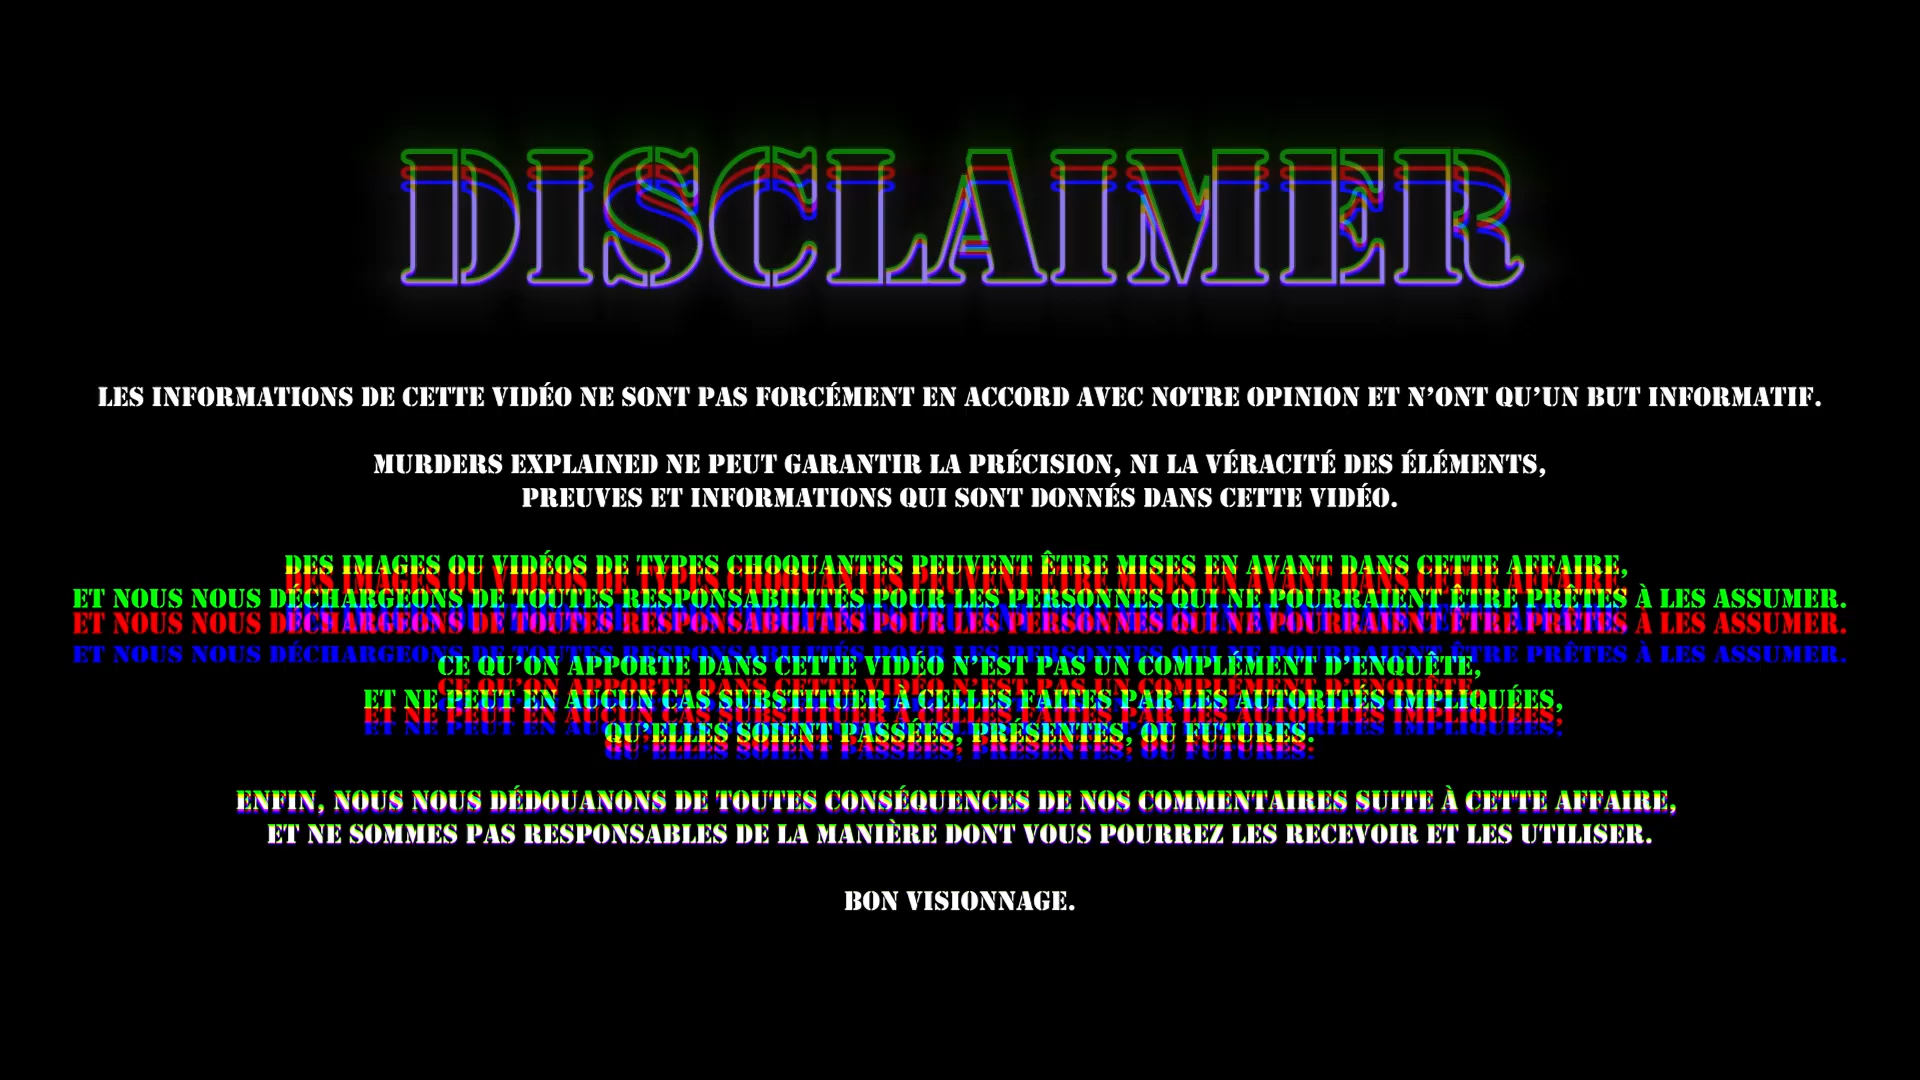 DISCLAIMER
LES INFORMATIONS DE CETTE VIDÉO NE SONT PAS FORCÉMENT EN ACCORD AVEC NOTRE OPINION ET N’ONT QU’UN BUT INFORMATIF.
MURDERS EXPLAINED NE PEUT GARANTIR LA PRÉCISION, NI LA VÉRACITÉ DES ÉLÉMENTS,
PREUVES ET INFORMATIONS QUI SONT DONNÉS DANS CETTE VIDÉO.
DES IMAGES OU VIDÉOS DE TYPES CHOQUANTES PEUVENT ÊTRE MISES EN AVANT DANS CETTE AFFAIRE,
ET NOUS NOUS DÉCHARGEONS DE TOUTES RESPONSABILITÉS POUR LES PERSONNES QUI NE POURRAIENT ÊTRE PRÊTES À LES ASSUMER.
CE QU’ON APPORTE DANS CETTE VIDÉO N’EST PAS UN COMPLÉMENT D’ENQUÊTE,
ET NE PEUT EN AUCUN CAS SUBSTITUER À CELLES FAITES PAR LES AUTORITÉS IMPLIQUÉES,
QU’ELLES SOIENT PASSÉES, PRÉSENTES, OU FUTURES.
ENFIN, NOUS NOUS DÉDOUANONS DE TOUTES CONSÉQUENCES DE NOS COMMENTAIRES SUITE À CETTE AFFAIRE,
ET NE SOMMES PAS RESPONSABLES DE LA MANIÈRE DONT VOUS POURREZ LES RECEVOIR ET LES UTILISER.
BON VISIONNAGE.